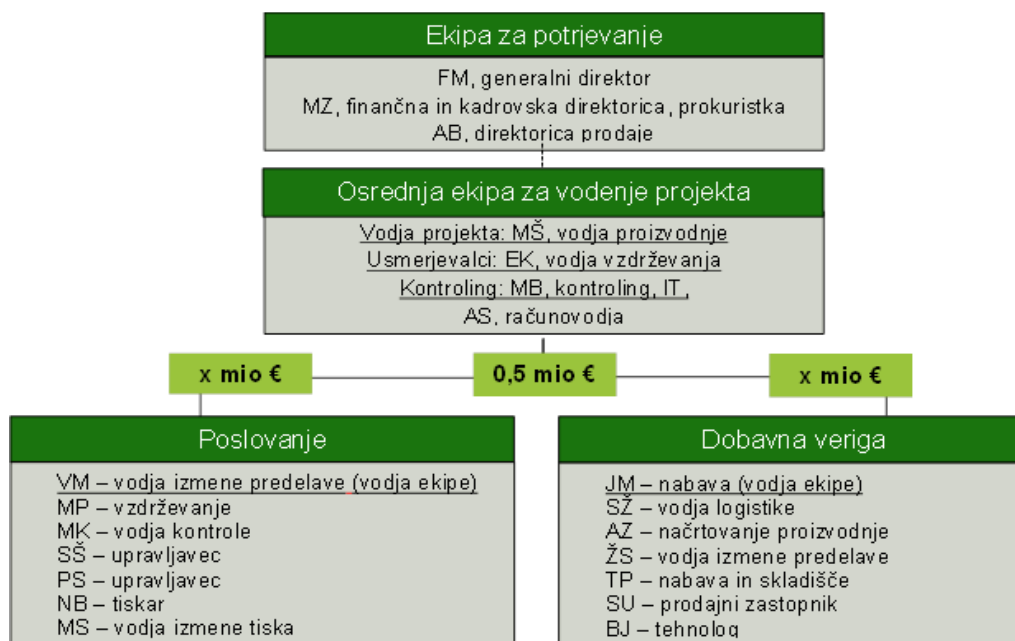 Ekipa za potrjevanje
FM, generalni direktor
MZ, finančna in kadrovska direktorica, prokuristka
AB, direktorica prodaje
Osrednja ekipa za vodenje projekta
Vodja projekta: MŠ, vodja proizvodnje
Usmerjevalci: EK, vodja vzdrževanja
Kontroling: MB, kontroling, IT,
AS, računovodja
x mio €
0,5 mio €
x mio €
Poslovanje
VM – vodja izmene predelave (vodja ekipe)
MP – vzdrževanje
MK – vodja kontrole
SŠ – upravljavec
PS – upravljavec
NB – tiskar
MS – vodja izmene tiska
Dobavna veriga
JM – nabava (vodja ekipe)
SŽ – vodja logistike
AZ – načrtovanje proizvodnje
ŽS – vodja izmene predelave
TP – nabava in skladišče
SU – prodajni zastopnik
BJ – tehnolog